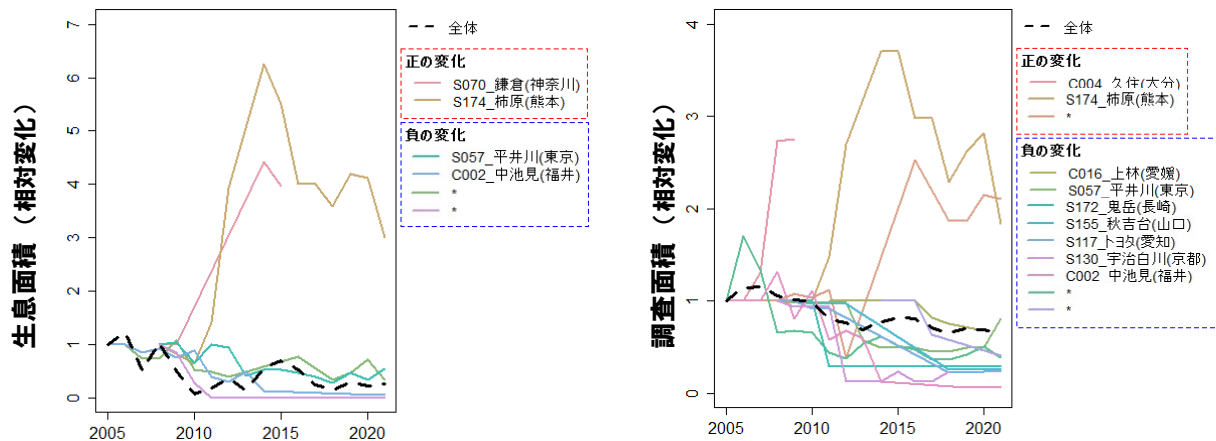 生息面積（相対変化）
7
6
5
4
3
2
1
0
2005
2010
2015
2020
全体
正の変化
S070_鎌倉(神奈川)
S174_柿原(熊本)
負の変化
S057_平井川(東京)
C002_中池見(福井)
*
*
調査面積（相対変化）
4
3
2
1
0
2005
2010
2015
2020
全体
正の変化
C004_久住(大分)
S174_柿原(熊本)
*
負の変化
C016_上林(愛媛)
S057_平井川(東京)
S172_鬼岳(長崎)
S155_秋吉台(山口)
S117_トヨタ(愛知)
S130_宇治白川(京都)
C002_中池見(福井)
*
*